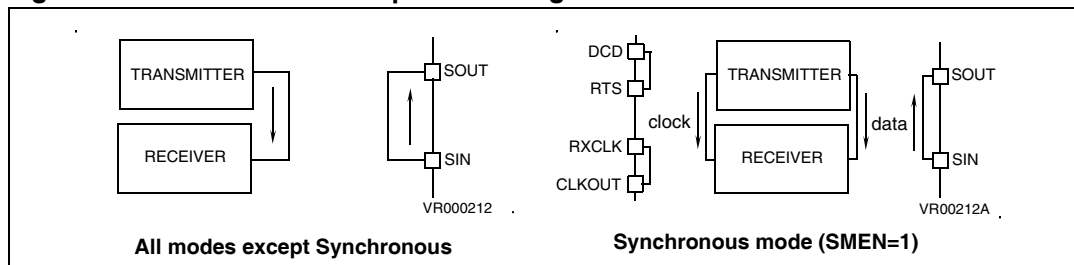 TRANSMITTER
RECEIVER
SOUT
SIN
VR000212
All modes except Synchronous
DCD
RTS
RXCLK
CLKOUT
clock
TRANSMITTER
RECEIVER
data
SOUT
SIN
VR00212A
Synchronous mode (SMEN=1)